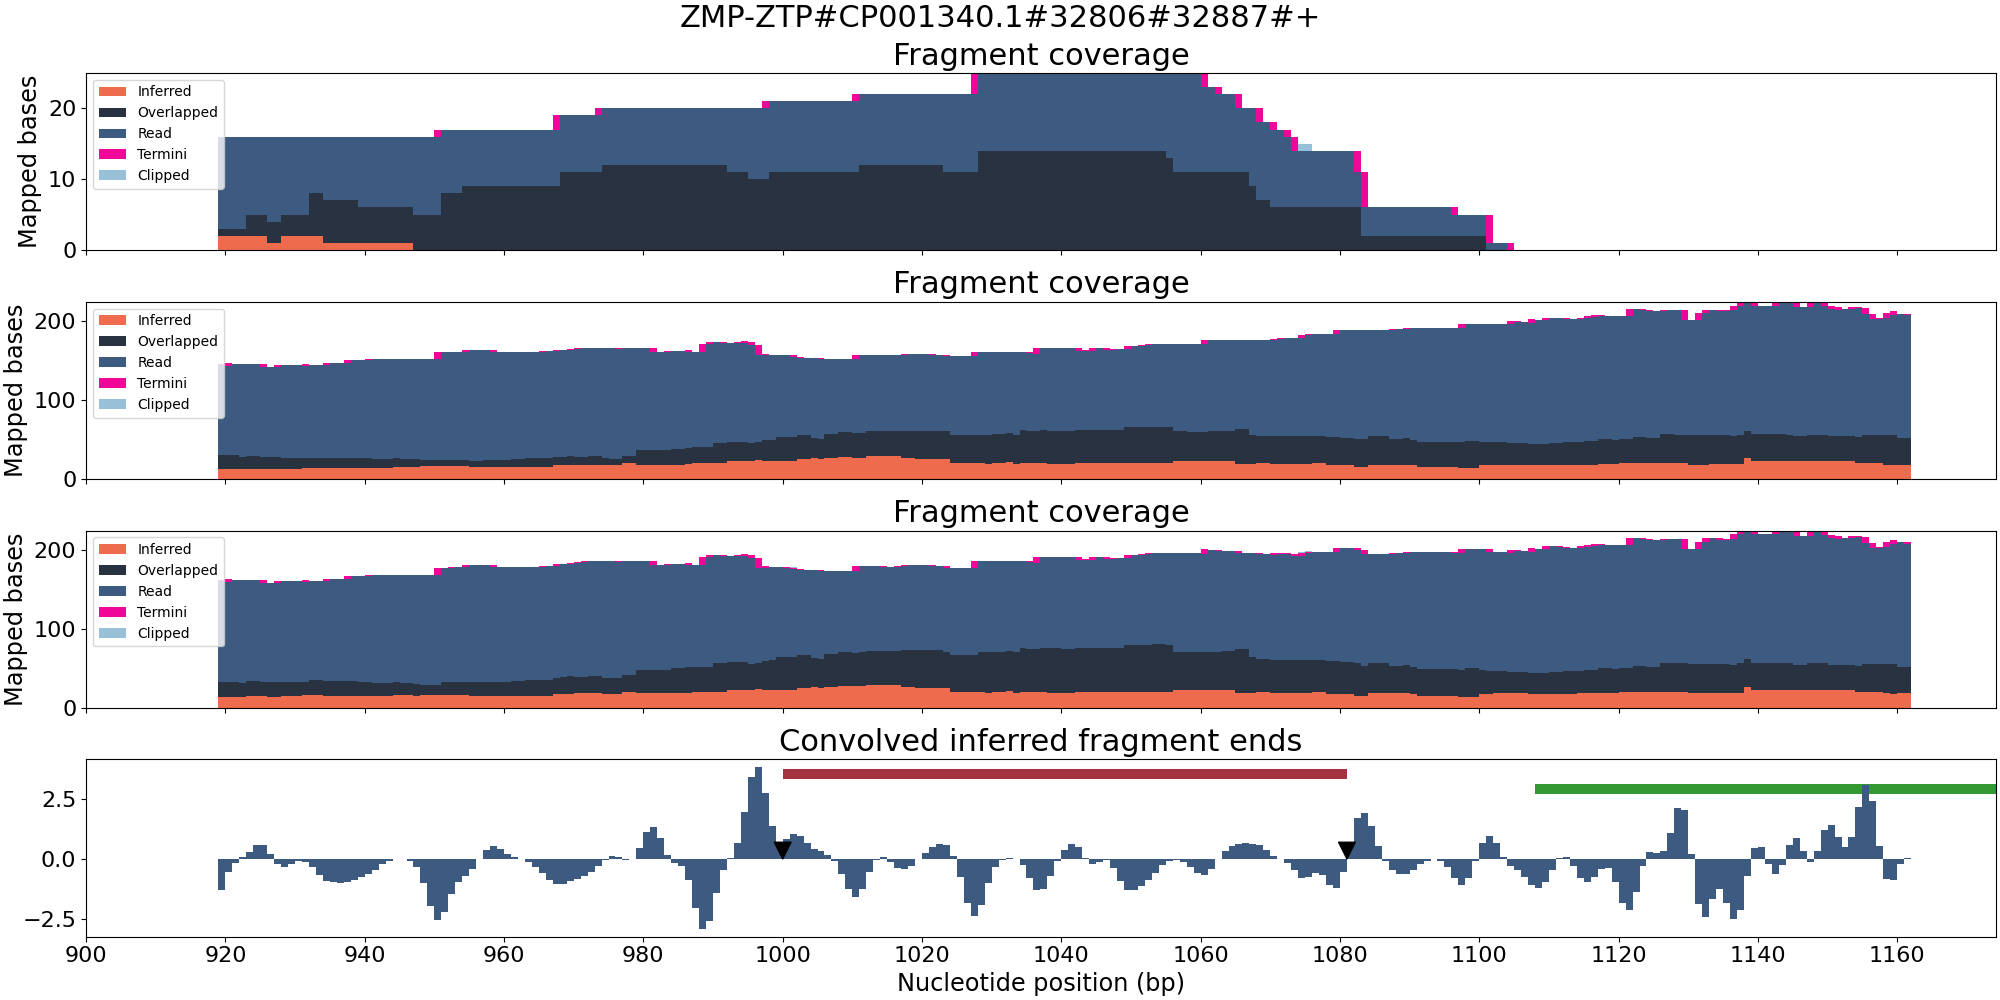 ZMP-ZTP#CP001340.1#32806#32887#+
Fragment coverage
Mapped bases
20
10
0
Inferred
Overlapped
Read
Termini
Clipped
Fragment coverage
Mapped bases
200
100
0
Inferred
Overlapped
Read
Termini
Clipped
Fragment coverage
Mapped bases
200
100
0
Inferred
Overlapped
Read
Termini
Clipped
Convolved inferred fragment ends
2.5
0.0
−2.5
900 920 940 960 980 1000 1020 1040 1060 1080 1100 1120 1140 1160
Nucleotide position (bp)